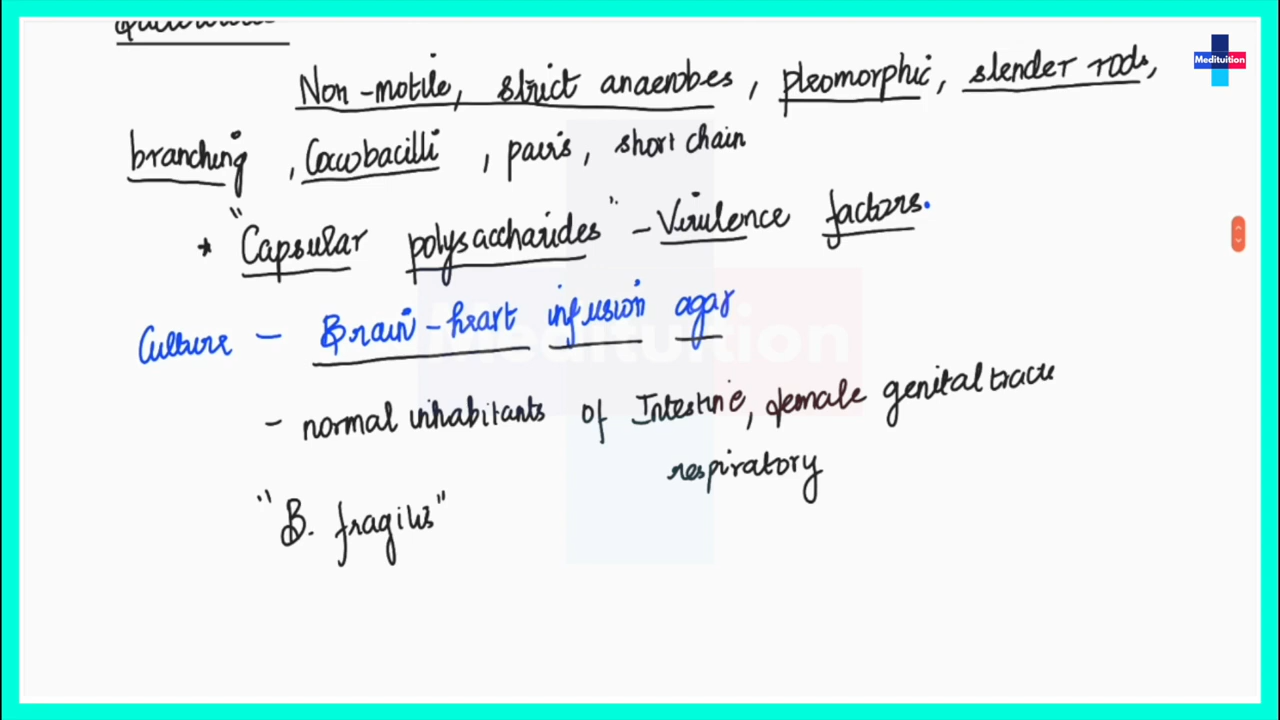 Medituition
Non-motile, strict anaerobes, pleomorphic, slender rods,
branching, Coccobacilli, pairs, short chain
* "Capsular polysaccharides" - Virulence factors.
Culture - Brain-heart infusion agar
- normal inhabitants of Intestine, female genital tract
respiratory
"B. fragilis"
Medituition